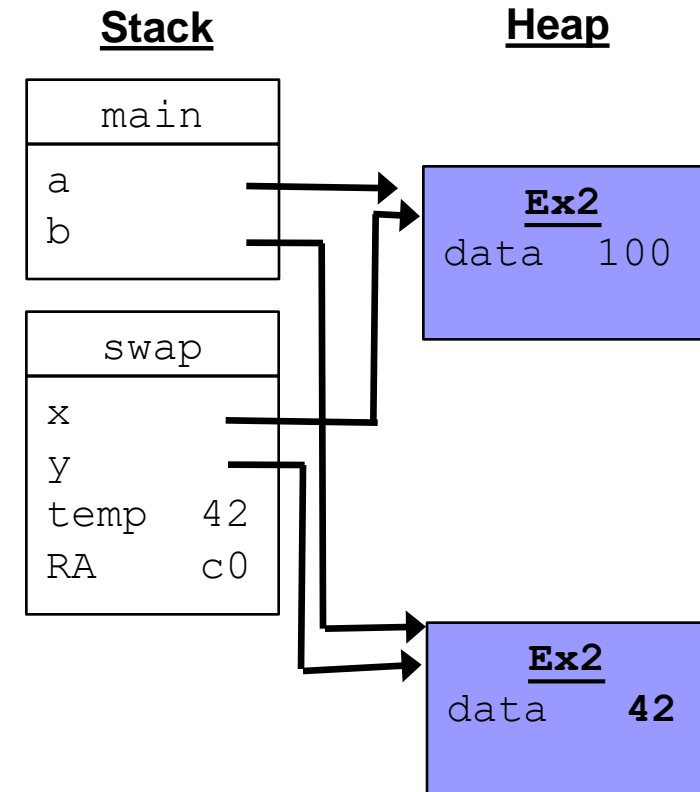 Stack
Heap
main
a
b
Ex2
data 100
swap
x
y
temp 42
RA c0
Ex2
data 42